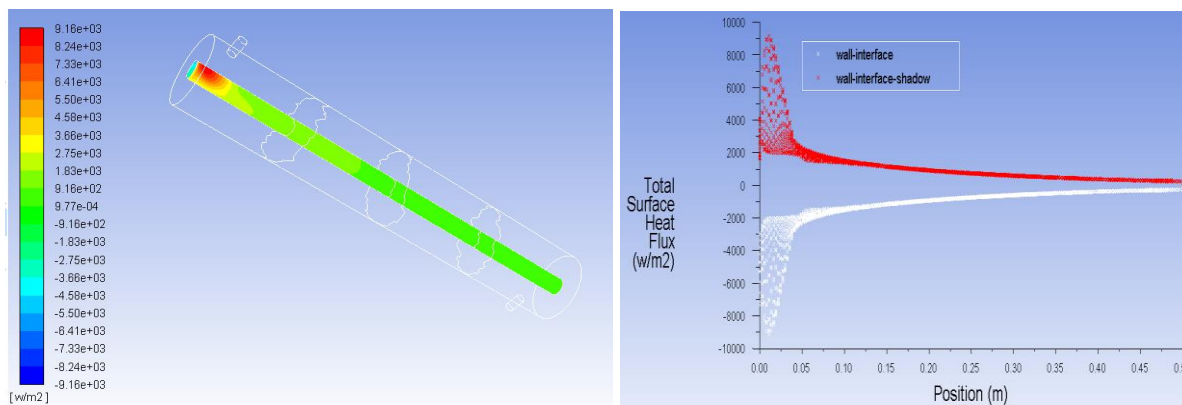 9.16e+03
8.24e+03
7.33e+03
6.41e+03
5.50e+03
4.58e+03
3.66e+03
2.75e+03
1.83e+03
9.16e+02
9.77e-04
-9.16e+02
-1.83e+03
-2.75e+03
-3.66e+03
-4.58e+03
-5.50e+03
-6.41e+03
-7.33e+03
-8.24e+03
-9.16e+03
[w/m2]
wall-interface
wall-interface-shadow
10000
8000
6000
4000
2000
0
-2000
-4000
-6000
-8000
-10000
Total
Surface
Heat
Flux
(w/m2)
0.00 0.05 0.10 0.15 0.20 0.25 0.30 0.35 0.40 0.45
Position (m)